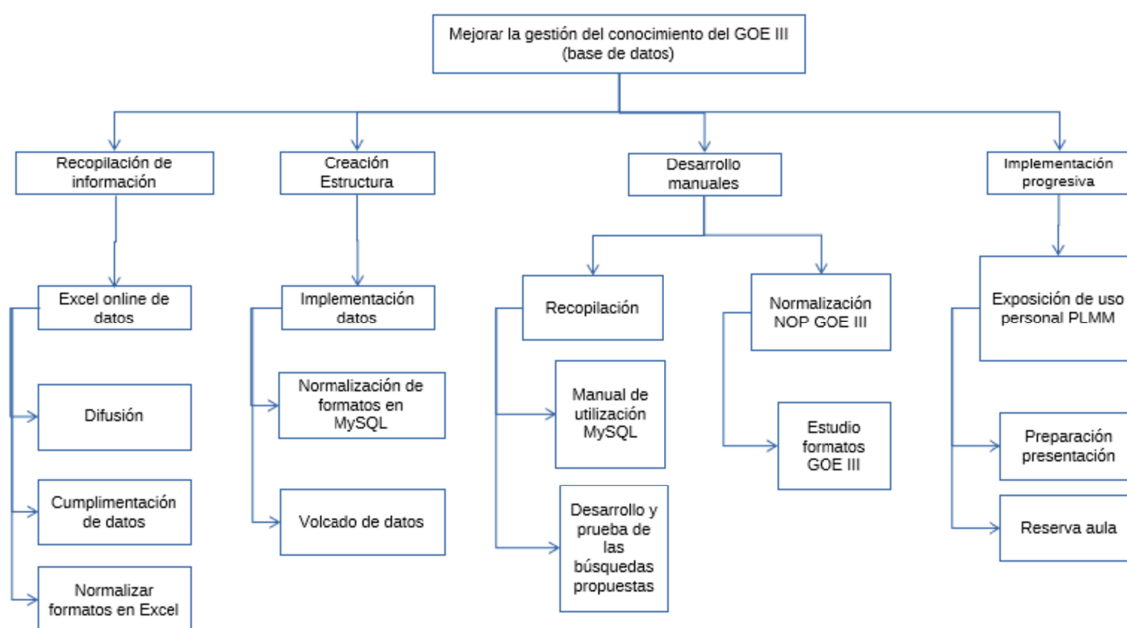 Mejorar la gestión del conocimiento del GOE III
(base de datos)
Recopilación de
información
Creación
Estructura
Desarrollo
manuales
Implementación
progresiva
Excel online de
datos
Implementación
datos
Recopilación
Normalización
NOP GOE III
Exposición de uso
personal PLMM
Difusión
Normalización de
formatos en
MySQL
Manual de
utilización
MySQL
Estudio
formatos
GOE III
Preparación
presentación
Cumplimentación
de datos
Volcado de datos
Desarrollo y
prueba de
las
búsquedas
propuestas
Reserva aula
Normalizar
formatos en Excel